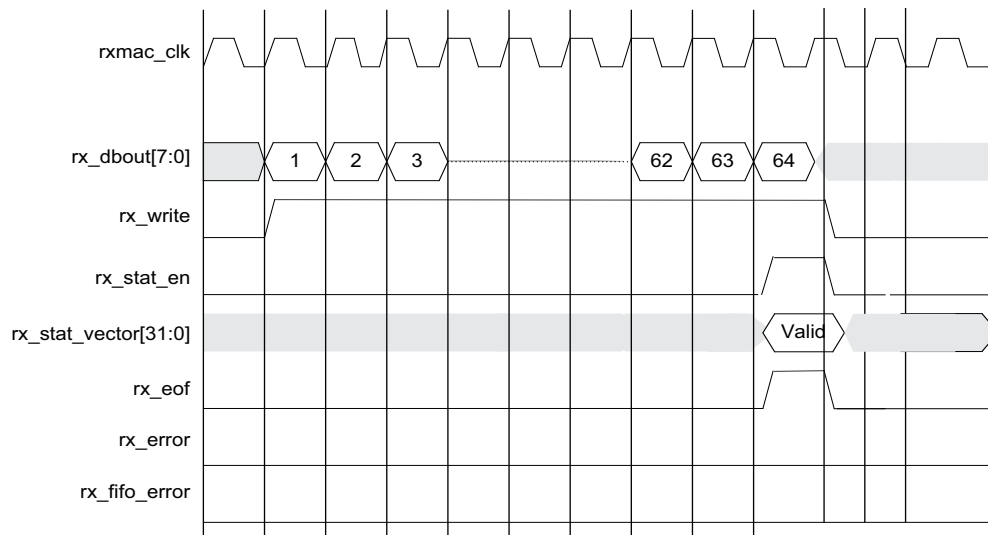 rxmac_clk
rx_dbout[7:0] 1 2 3 62 63 64
rx_write
rx_stat_en
rx_stat_vector[31:0] Valid
rx_eof
rx_error
rx_fifo_error